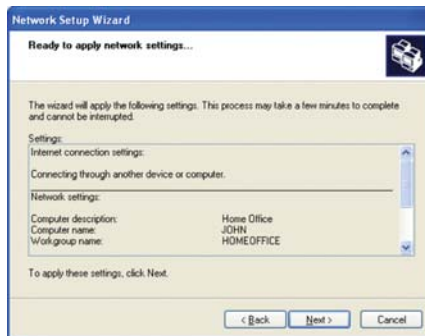 Network Setup Wizard
Ready to apply network settings...
The wizard will apply the following settings. This process may take a few minutes to complete
and cannot be interrupted.
Settings:
Internet connection settings:
Connecting through another device or computer.
Network settings:
Computer description: Home Office
Computer name: JOHN
Workgroup name: HOMEOFFICE
To apply these settings, click Next.
< Back Next > Cancel